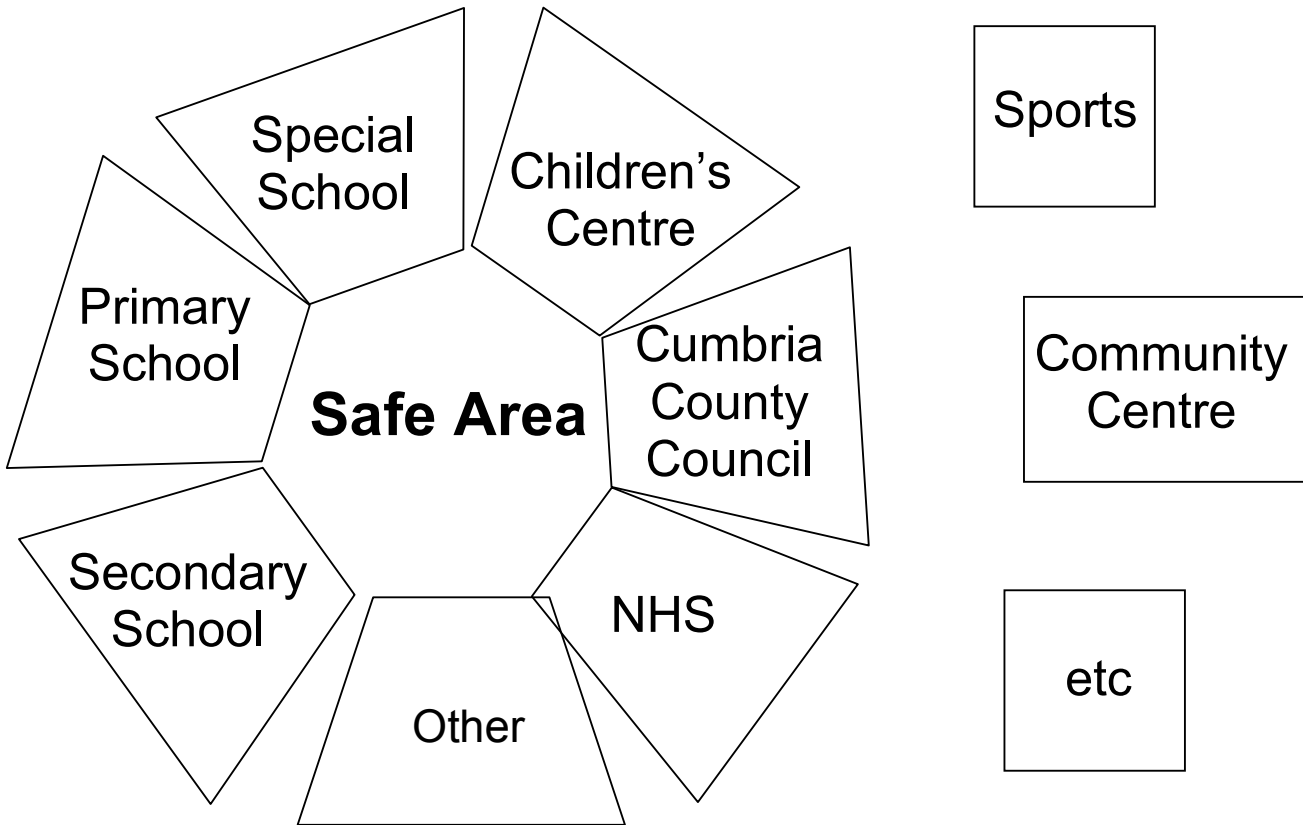 Special
School
Children's
Centre
Sports
Primary
School
Safe Area
Cumbria
County
Council
Community
Centre
Secondary
School
NHS
Other
etc